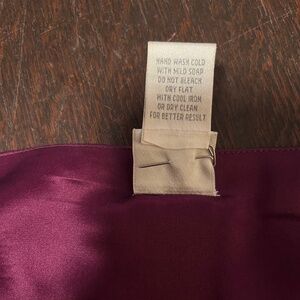 HAND WASH COLD
WITH MILD SOAP
DO NOT BLEACH.
DRY FLAT.
WITH COOL IRON.
OR DRY CLEAN
FOR BETTER RESULT